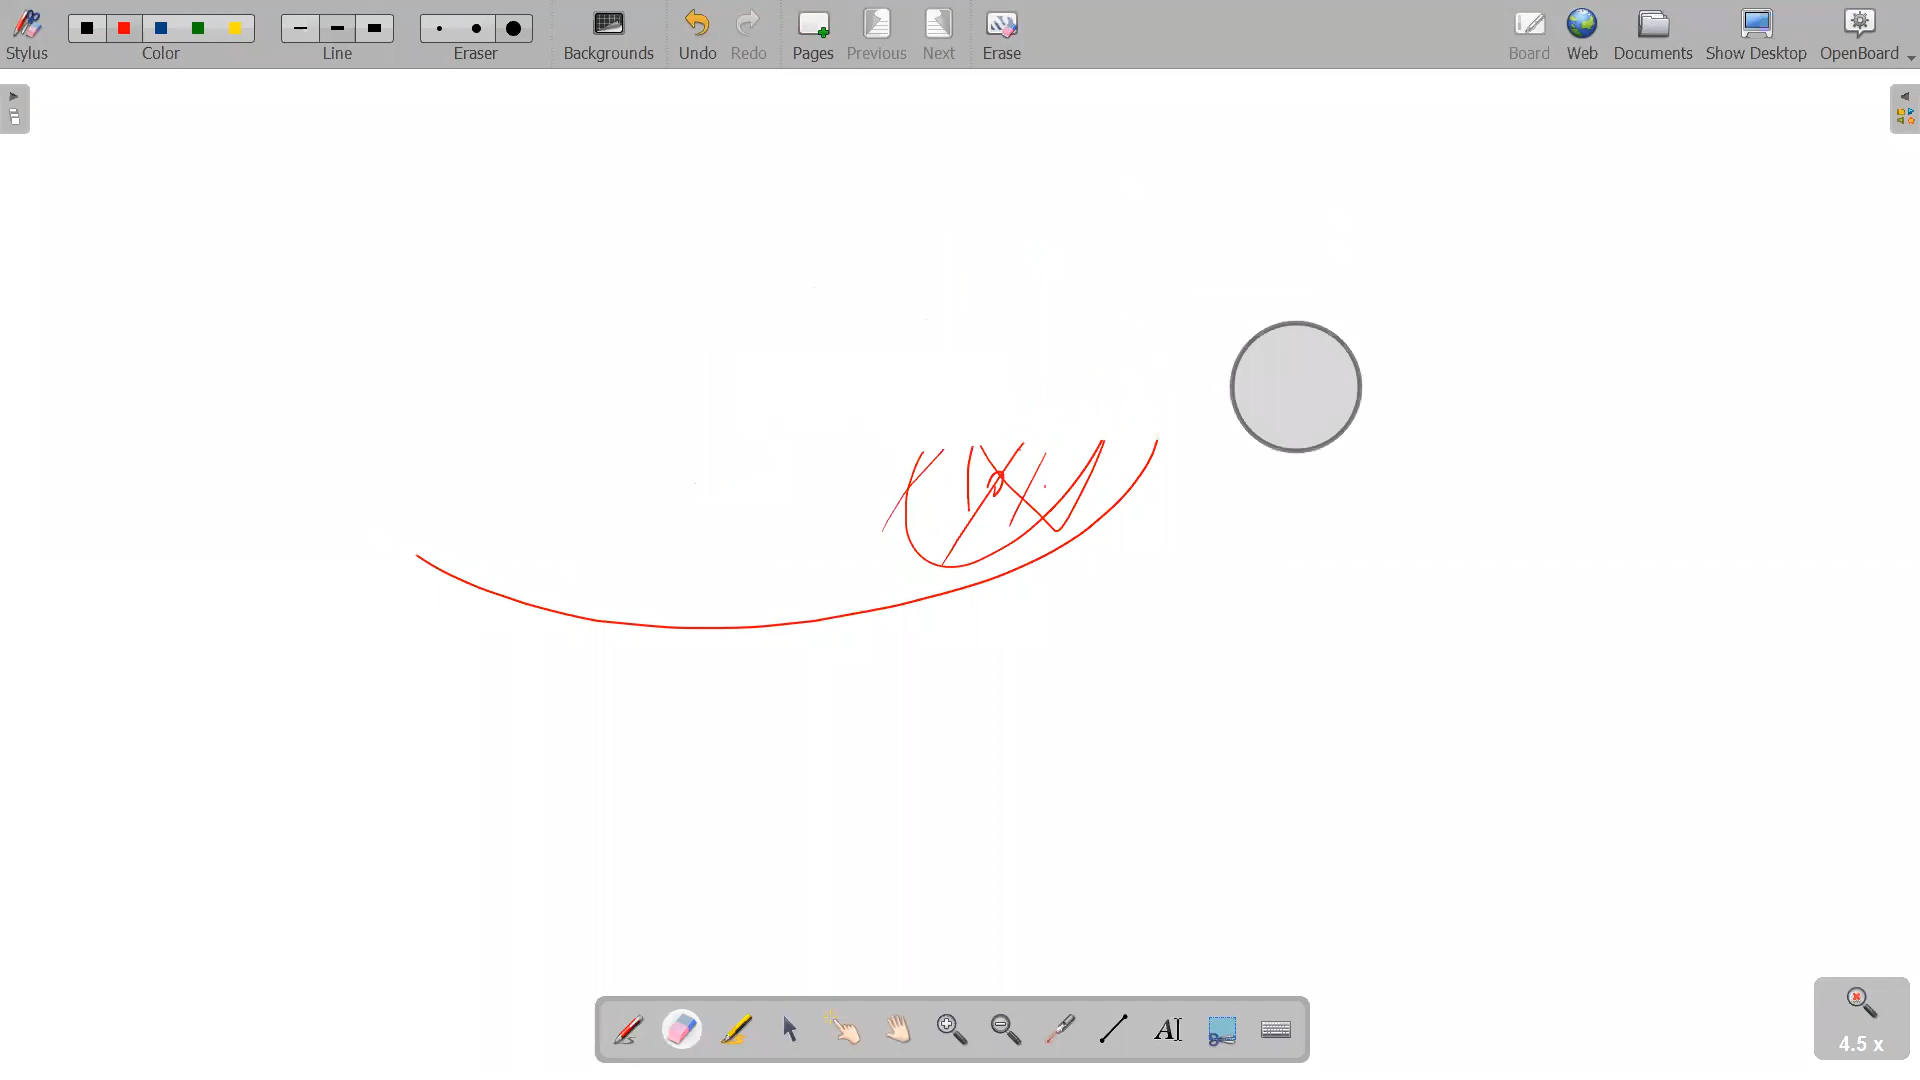 Stylus
Color
Line
Eraser
Backgrounds
Undo
Redo
Pages
Previous
Next
Erase
Board
Web
Documents
Show Desktop
OpenBoard
AI
4.5 x